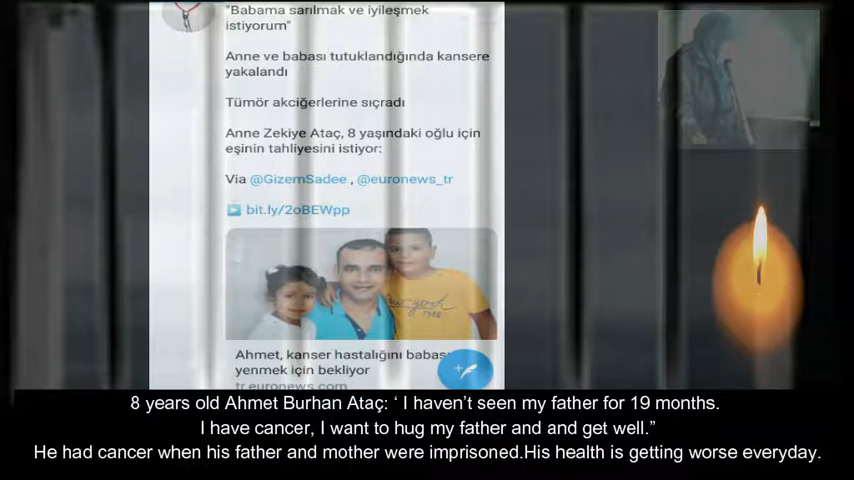 "Babama sarılmak ve iyileşmek
istiyorum"
Anne ve babası tutuklandığında kansere
yakalandı
Tümör akciğerlerine sıçradı
Anne Zekiye Ataç, 8 yaşındaki oğlu için
eşinin tahliyesini istiyor:
Via @GizemSadee , @euronews_tr
bit.ly/2oBEWpp
Ahmet, kanser hastalığını babas
yenmek için bekliyor
tr.euronews.com
8 years old Ahmet Burhan Ataç: ‘ I haven’t seen my father for 19 months.
I have cancer, I want to hug my father and and get well.”
He had cancer when his father and mother were imprisoned.His health is getting worse everyday.